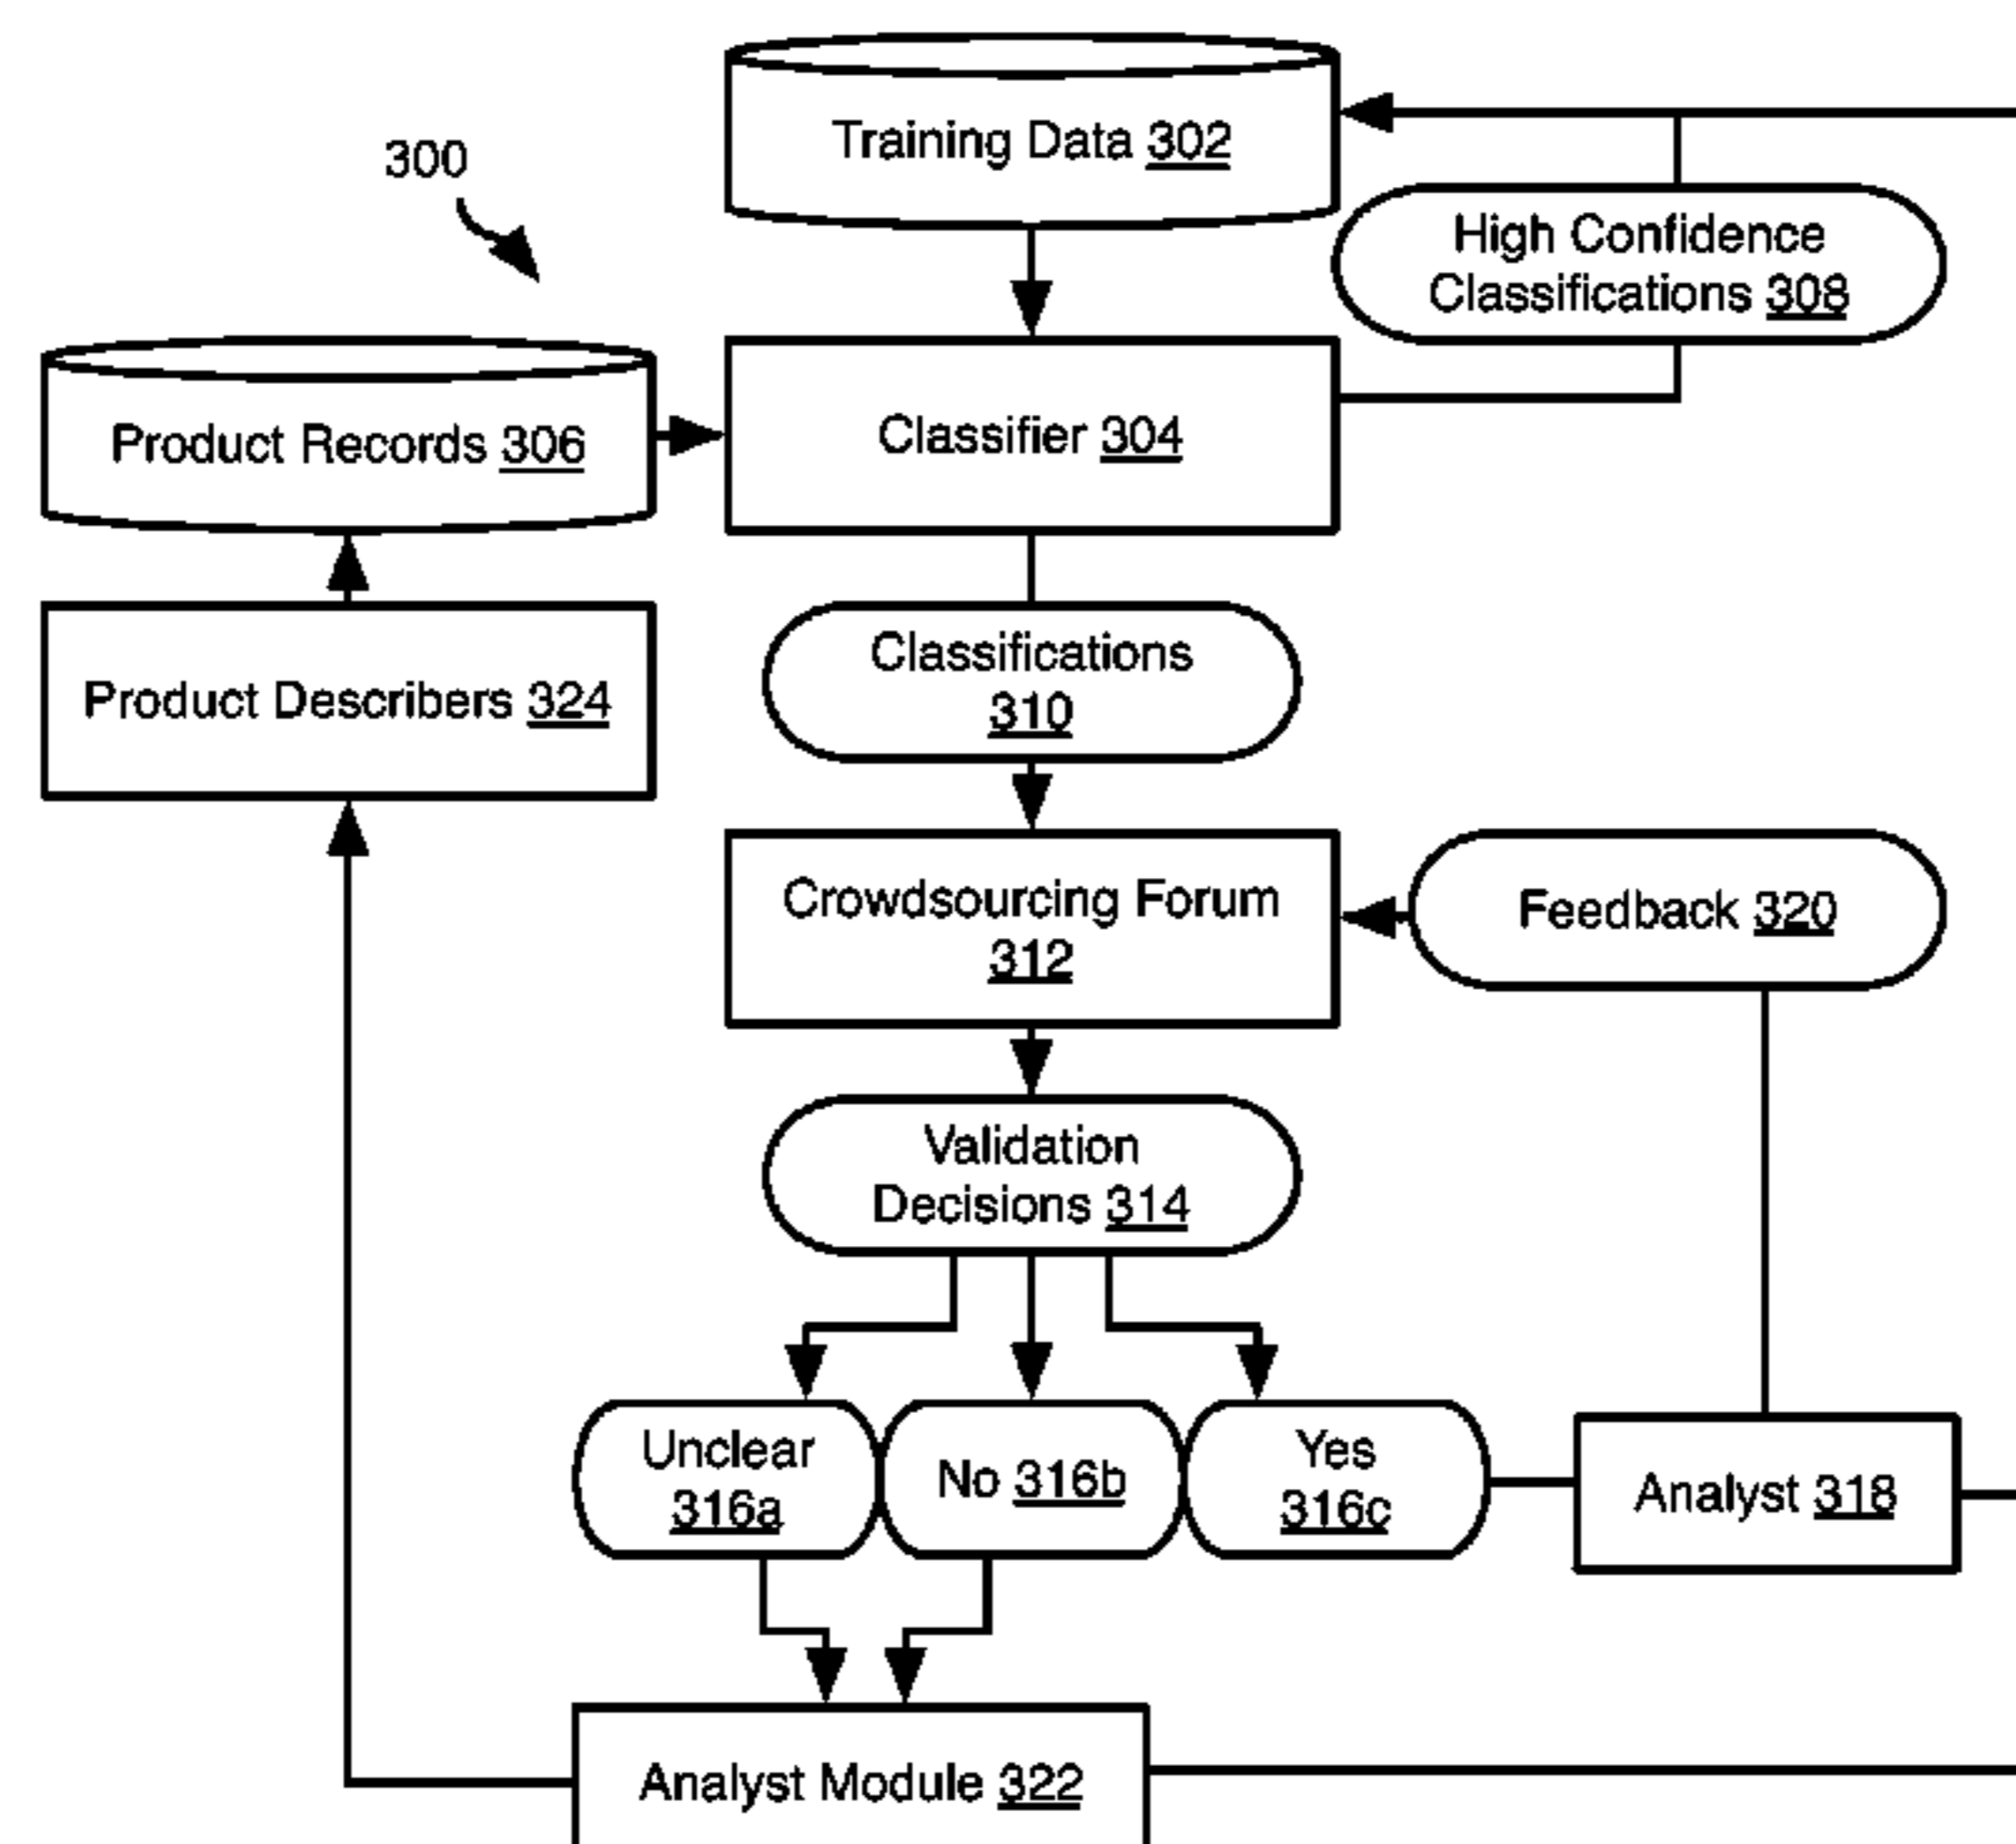 Training Data 302
300
High Confidence
Classifications 308
Product Records 306
Classifier 304
Classifications
310
Product Describers 324
Crowdsourcing Forum
312
Feedback 320
Validation
Decisions 314
Unclear
316a
No 316b
Yes
316c
Analyst 318
Analyst Module 322